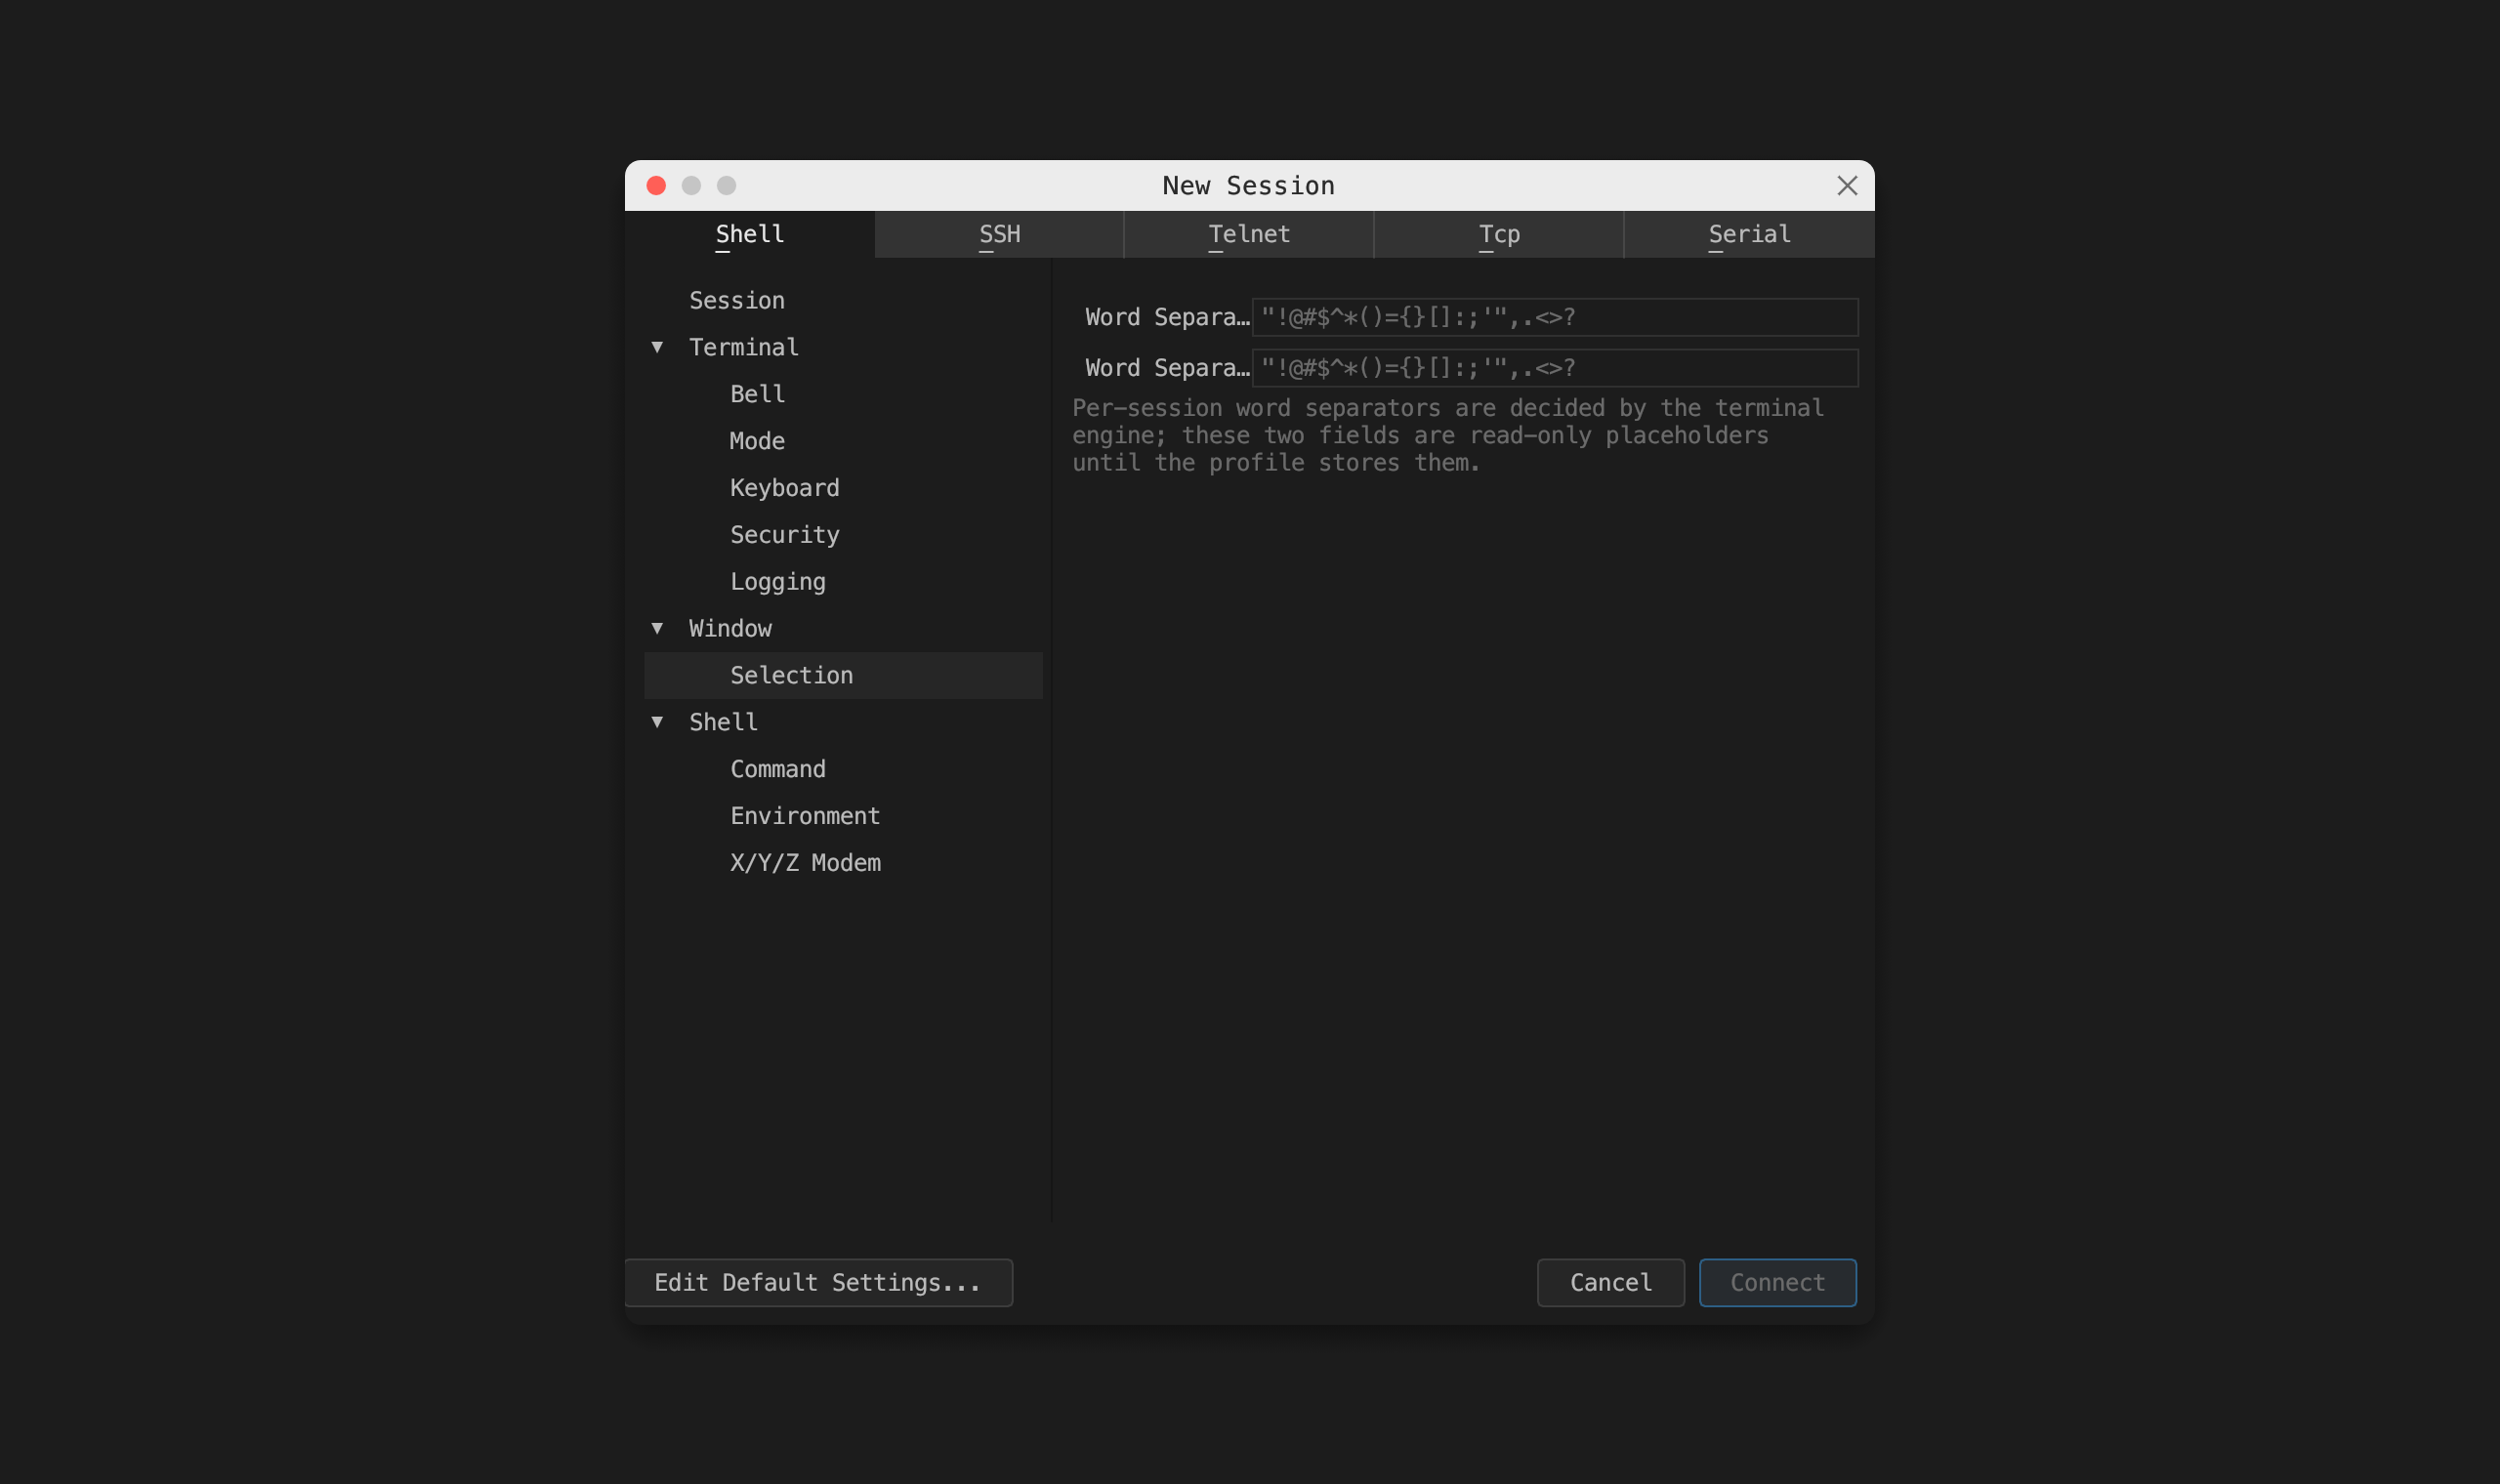 New Session
Shell SSH Telnet Tcp Serial
Session
Terminal
Bell
Mode
Keyboard
Security
Logging
Window
Selection
Shell
Command
Environment
X/Y/Z Modem
Word Separa… "!@#$^*()={}[]:;'",.<>?
Word Separa… "!@#$^*()={}[]:;'",.<>?
Per-session word separators are decided by the terminal
engine; these two fields are read-only placeholders
until the profile stores them.
Edit Default Settings... Cancel Connect